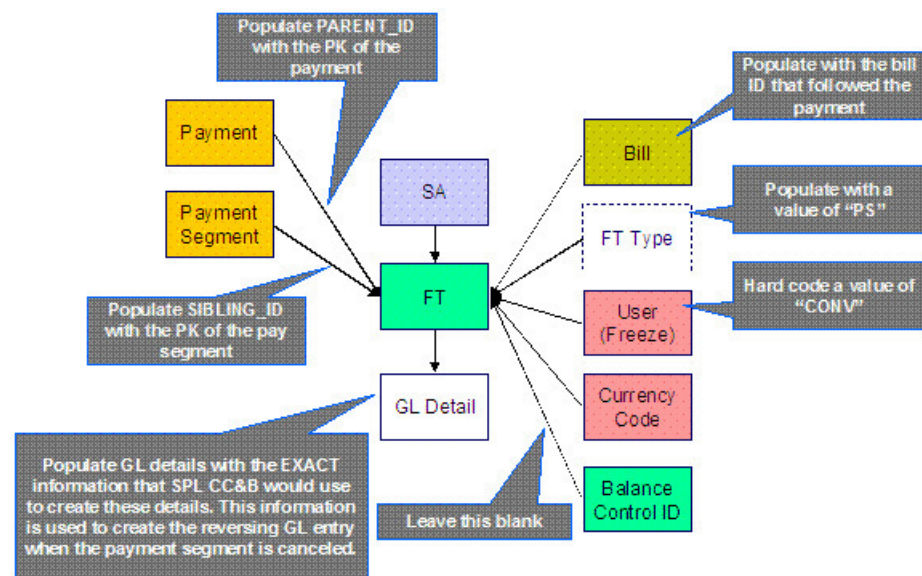 Populate PARENT_ID
with the PK of the
payment
Populate with the bill
ID that followed the
payment
Payment
Bill
SA
Populate with a
value of “PS”
Payment
Segment
FT Type
Hard code a value of
“CONV”
FT
User
(Freeze)
Populate SIBLING_ID
with the PK of the pay
segment
GL Detail
Currency
Code
Populate GL details with the EXACT
information that SPL CC&B would use
to create these details. This information
is used to create the reversing GL entry
when the payment segment is canceled.
Leave this blank
Balance
Control ID